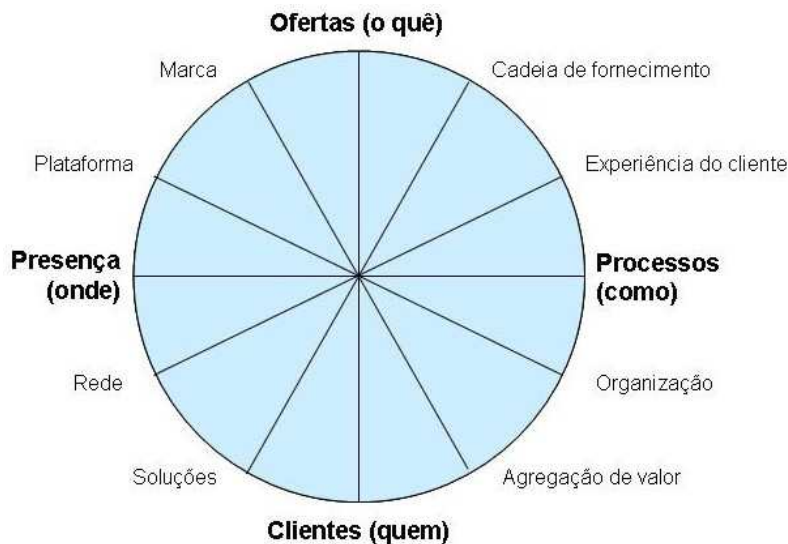 Ofertas (o quê)
Marca
Cadeia de fornecimento
Plataforma
Experiência do cliente
Presença
(onde)
Processos
(como)
Rede
Organização
Soluções
Agregação de valor
Clientes (quem)